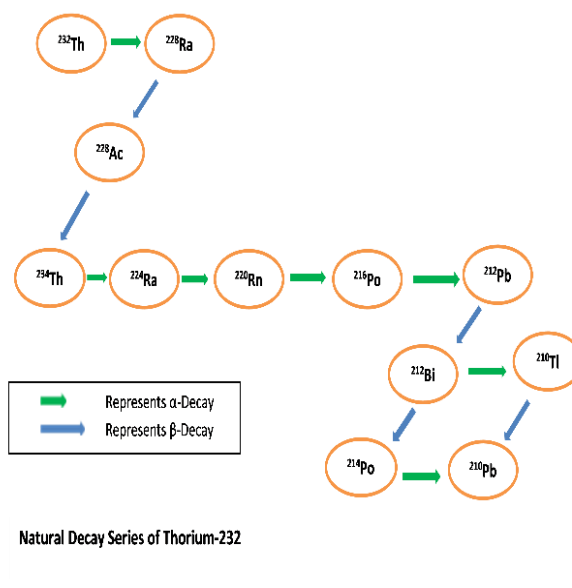 ²³²Th
²²⁸Ra
²²⁸Ac
²³⁴Th
²²⁴Ra
²²⁰Rn
²¹⁶Po
²¹²Pb
²¹²Bi
²¹⁰Tl
²¹⁴Po
²¹⁰Pb
Represents α-Decay
Represents β-Decay
Natural Decay Series of Thorium-232